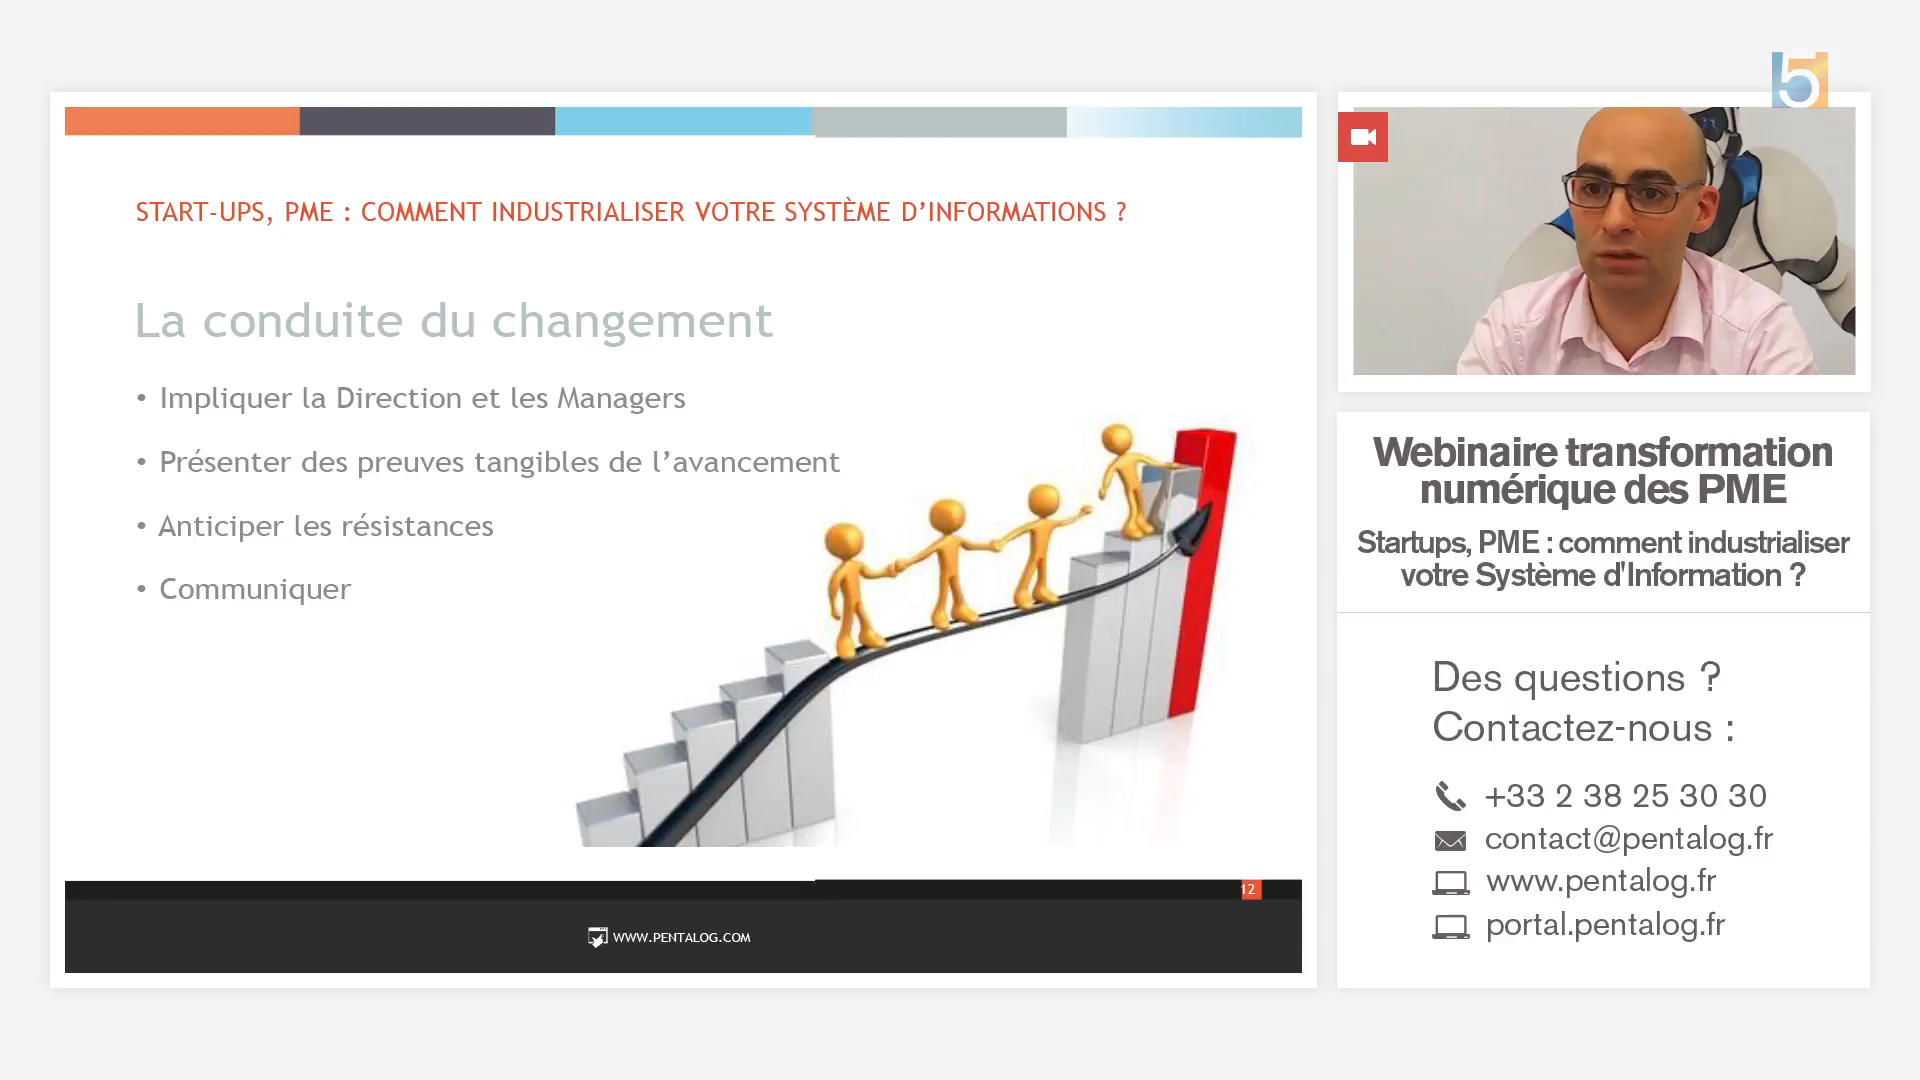 START-UPS, PME : COMMENT INDUSTRIALISER VOTRE SYSTÈME D’INFORMATIONS ?
La conduite du changement
• Impliquer la Direction et les Managers
• Présenter des preuves tangibles de l’avancement
• Anticiper les résistances
• Communiquer
12
WWW.PENTALOG.COM
5
Webinaire transformation
numérique des PME
Startups, PME : comment industrialiser
votre Système d'Information ?
Des questions ?
Contactez-nous :
+33 2 38 25 30 30
contact@pentalog.fr
www.pentalog.fr
portal.pentalog.fr